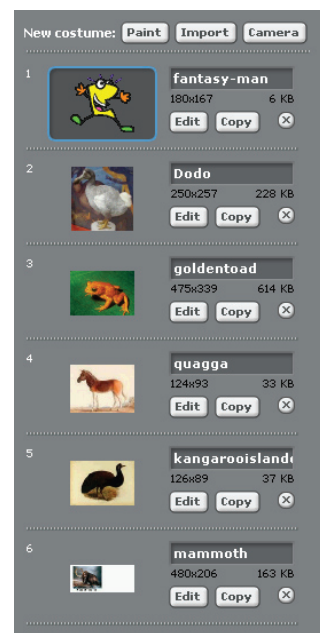 New costume: Paint Import Camera
1
fantasy-man
180x167 6 KB
Edit Copy
2
Dodo
250x257 228 KB
Edit Copy
3
goldentoad
475x339 614 KB
Edit Copy
4
quagga
124x93 33 KB
Edit Copy
5
kangarooislande
126x89 37 KB
Edit Copy
6
mammoth
480x206 163 KB
Edit Copy